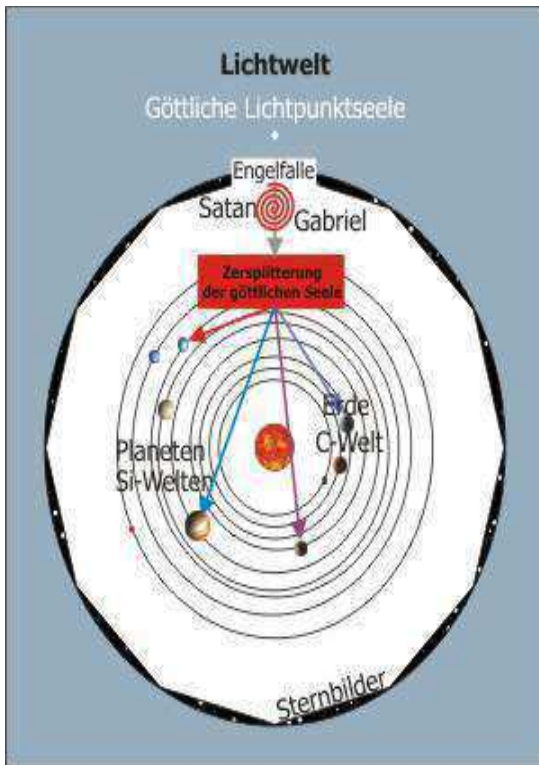 Lichtwelt
Göttliche Lichtpunktseele
Engelfalle
Satan
Gabriel
Zersplitterung
der göttlichen Seele
Erde
C-Welt
Planeten
Si-Welten
Sternbilder